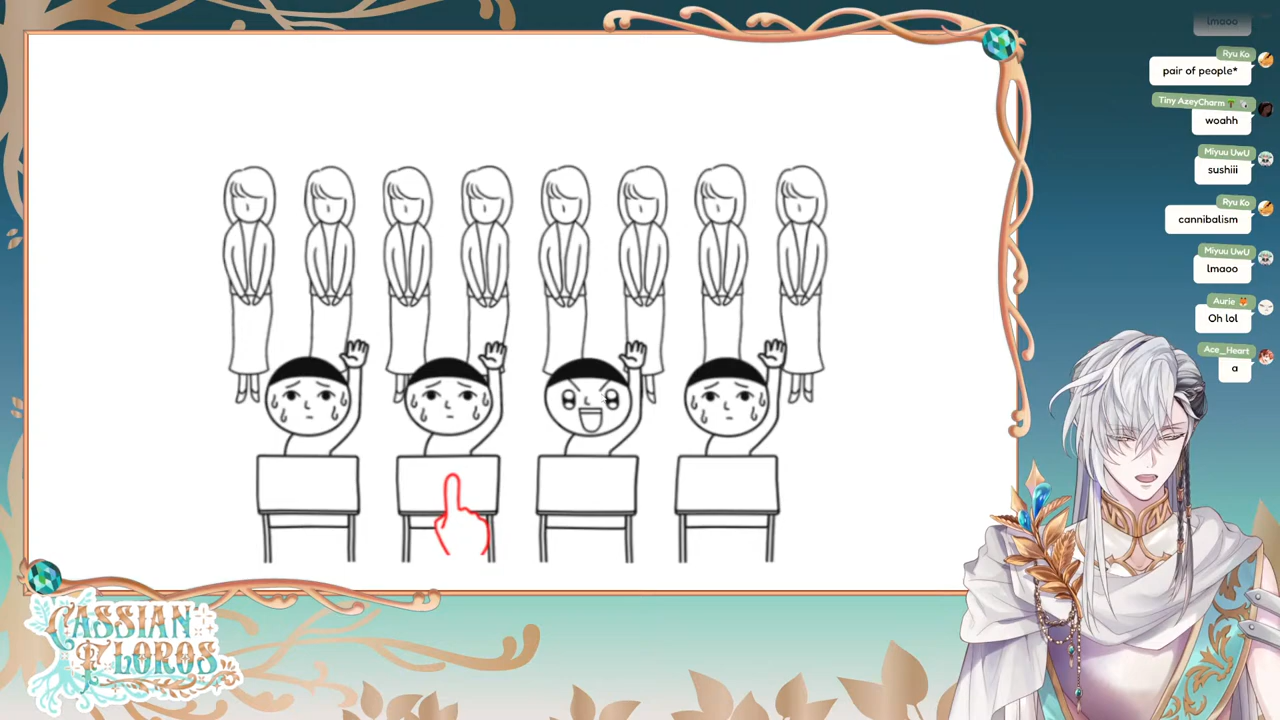 lmaoo
Ryu Ko
pair of people*
Tiny AzeyCharm
woahh
Miyuu UwU
sushiii
Ryu Ko
cannibalism
Miyuu UwU
lmaoo
Aurie
Oh lol
Ace_Heart
a
CASSIAN
FLOROS